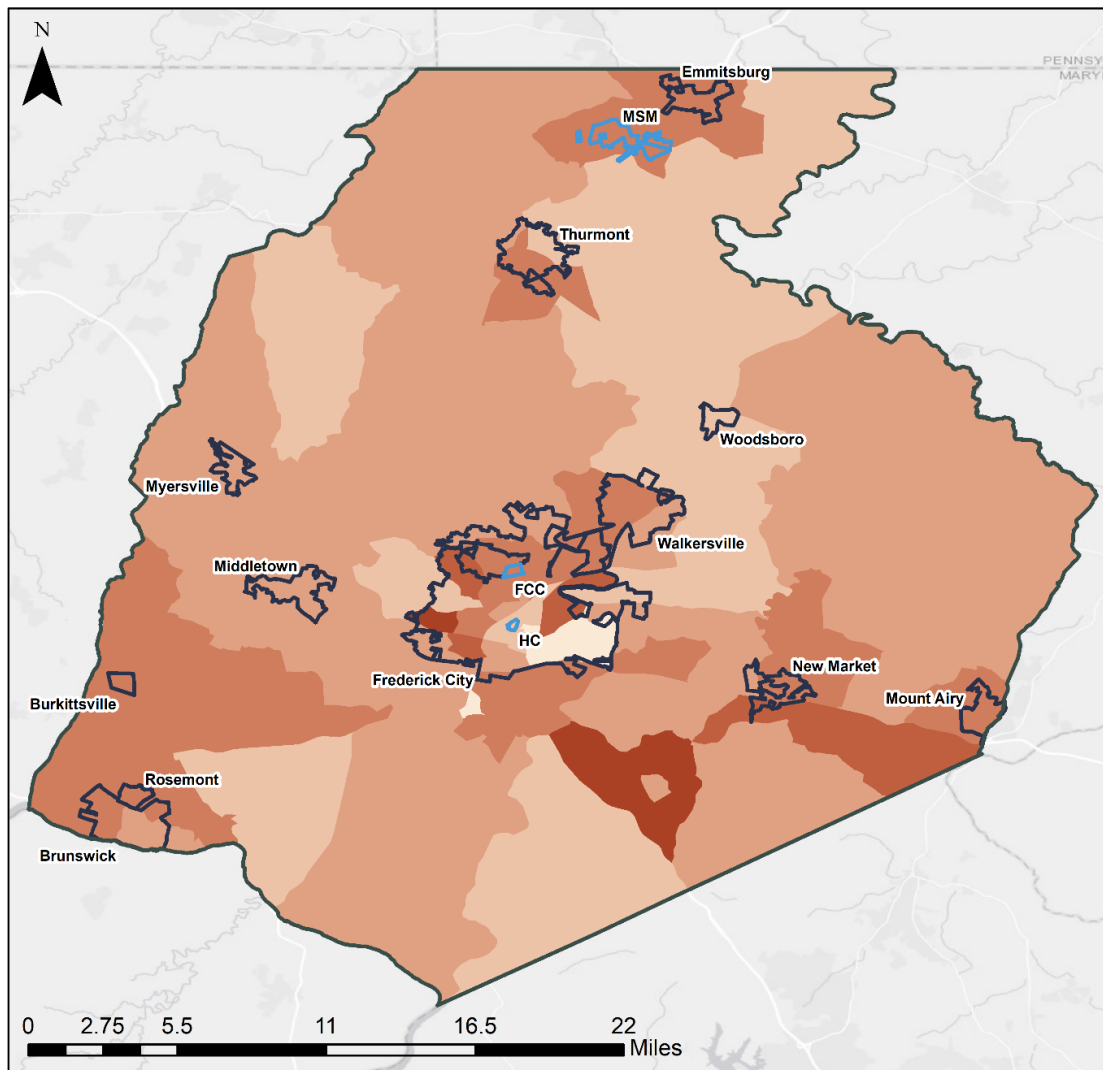 N
PENNSY
MARY
Emmitsburg
MSM
Thurmont
Woodsboro
Myersville
Walkersville
Middletown
FCC
HC
New Market
Frederick City
Mount Airy
Burkittsville
Rosemont
Brunswick
0 2.75 5.5 11 16.5 22
Miles